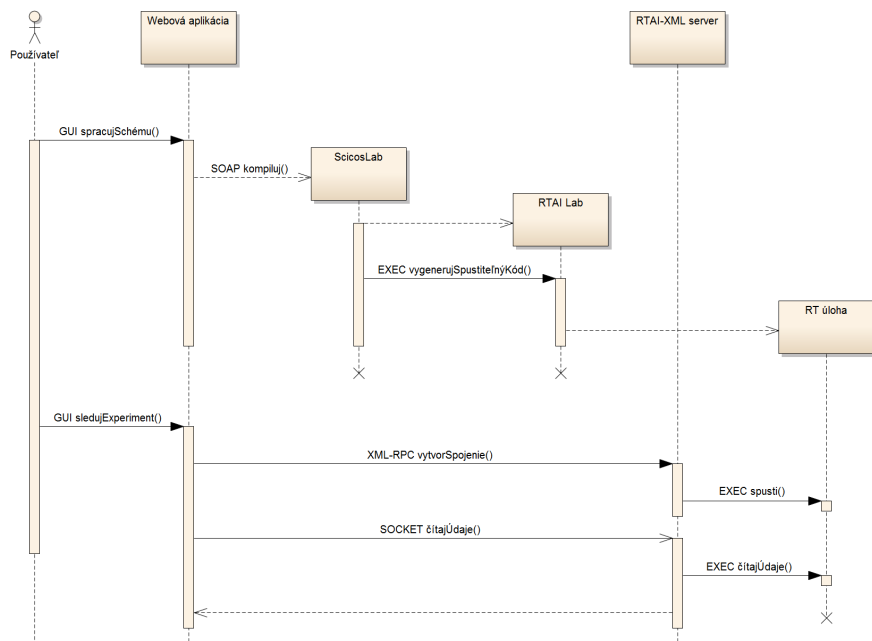 Webová aplikácia
RTAI-XML server
Používateľ
GUI spracujSchému()
ScicosLab
SOAP kompiluj()
RTAI Lab
EXEC vygenerujSpustiteľnýKód()
RT úloha
GUI sledujExperiment()
XML-RPC vytvorSpojenie()
EXEC spusti()
SOCKET čítajÚdaje()
EXEC čítajÚdaje()